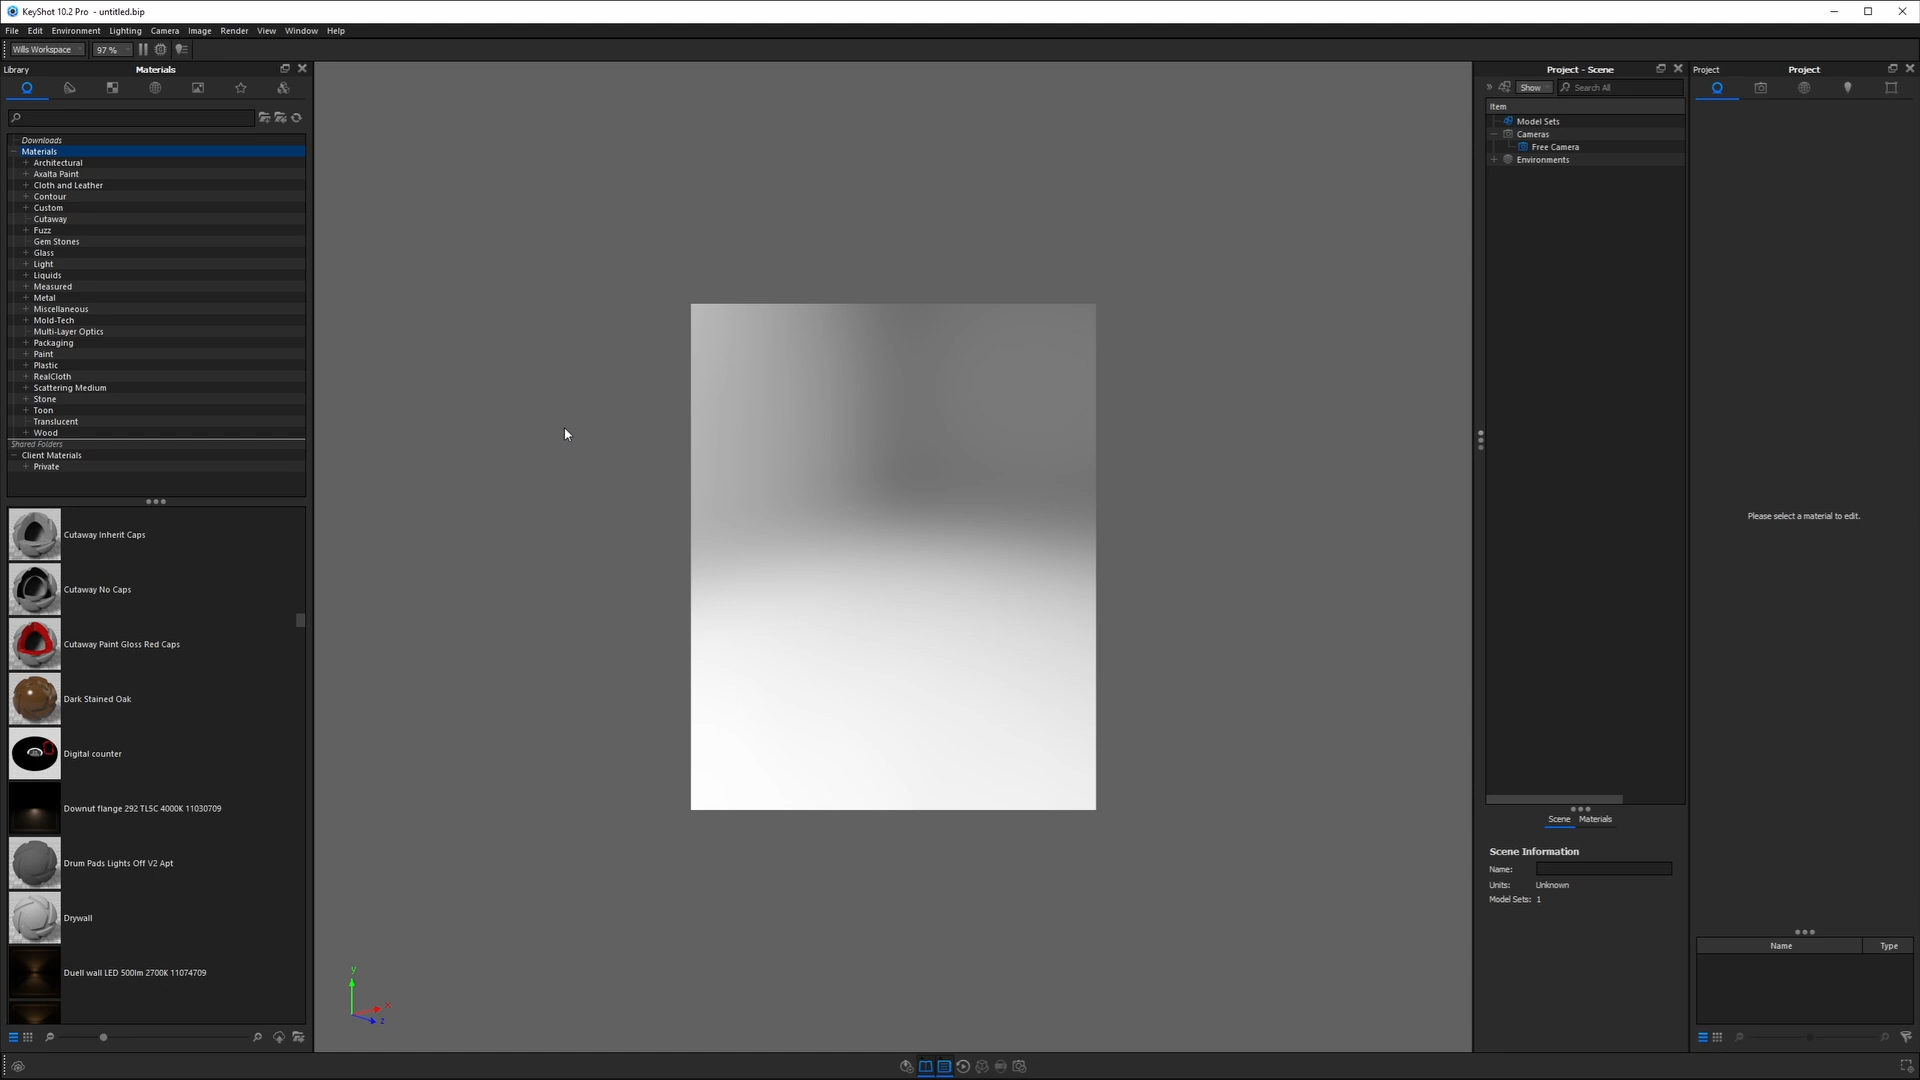 KeyShot 10.2 Pro - untitled.bip
File Edit Environment Lighting Camera Image Render View Window Help
Wills Workspace 97 %
Library Materials
Downloads
Materials
Architectural
Axalta Paint
Cloth and Leather
Contour
Custom
Cutaway
Fuzz
Gem Stones
Glass
Light
Liquids
Measured
Metal
Miscellaneous
Mold-Tech
Multi-Layer Optics
Packaging
Paint
Plastic
RealCloth
Scattering Medium
Stone
Toon
Translucent
Wood
Shared Folders
Client Materials
Private
Cutaway Inherit Caps
Cutaway No Caps
Cutaway Paint Gloss Red Caps
Dark Stained Oak
Digital counter
Downut flange 292 TL5C 4000K 11030709
Drum Pads Lights Off V2 Apt
Drywall
Duell wall LED 500lm 2700K 11074709
y
x
z
Project - Scene
Show Search All
Item
Model Sets
Cameras
Free Camera
Environments
Scene Materials
Scene Information
Name:
Units: Unknown
Model Sets: 1
Project Project
Please select a material to edit.
Name Type